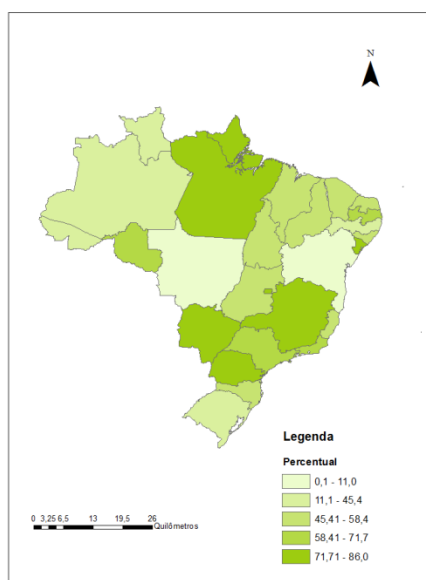 N
Legenda
Percentual
0,1 - 11,0
11,1 - 45,4
45,41 - 58,4
58,41 - 71,7
71,71 - 86,0
0 3,25 6,5 13 19,5 26
Quilômetros